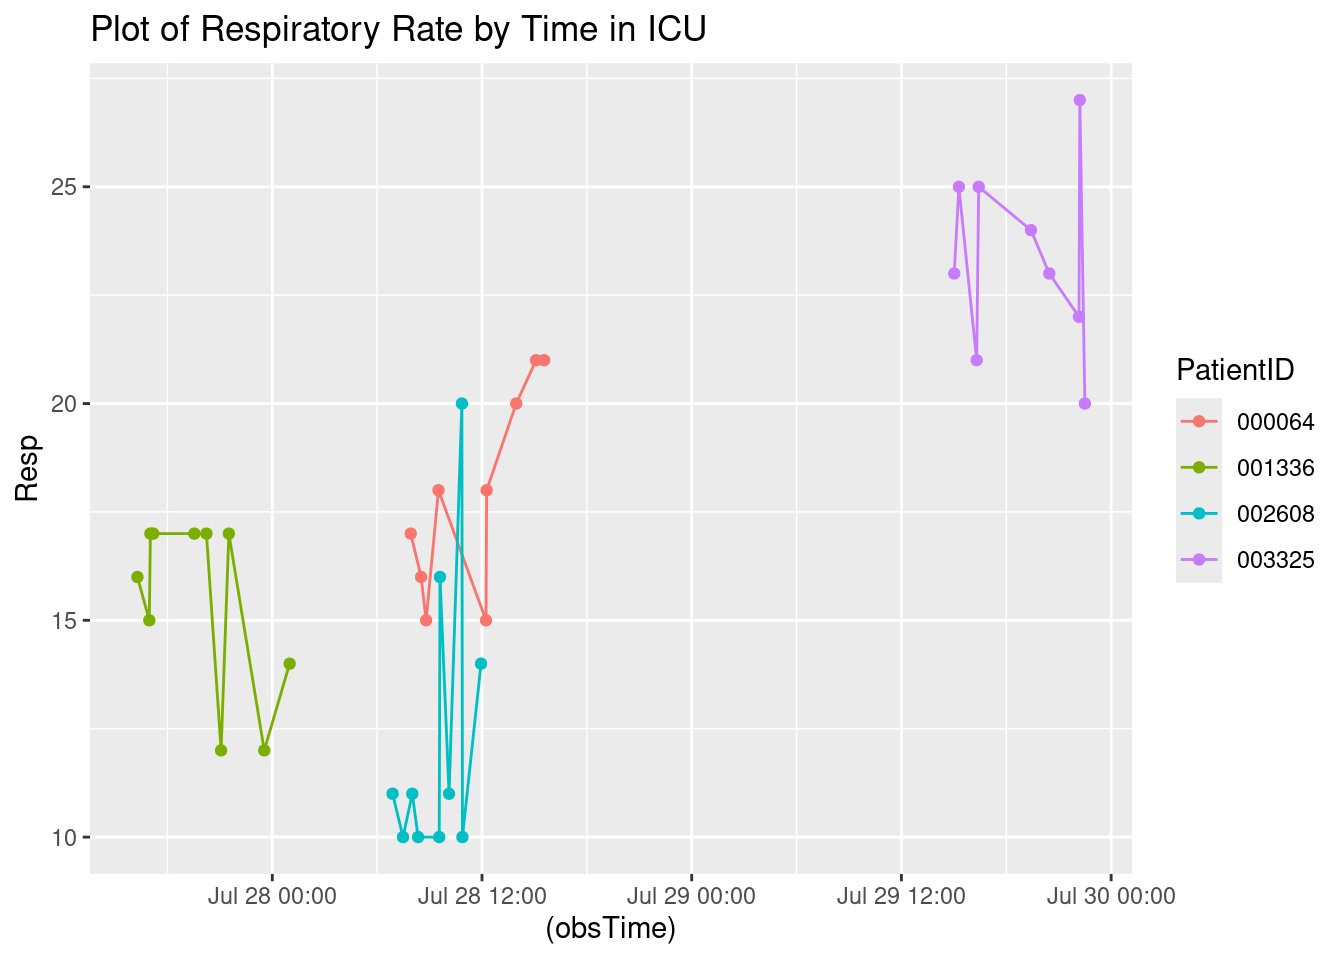 Plot of Respiratory Rate by Time in ICU
25
20
15
10
Resp
Jul 28 00:00
Jul 28 12:00
Jul 29 00:00
Jul 29 12:00
Jul 30 00:00
(obsTime)
PatientID
000064
001336
002608
003325